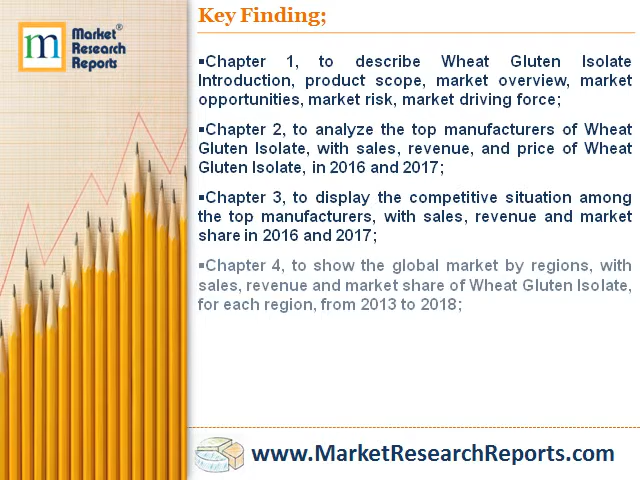 Key Finding;
m
Market®
Research
Reports
▪Chapter 1, to describe Wheat Gluten Isolate
Introduction, product scope, market overview, market
opportunities, market risk, market driving force;
▪Chapter 2, to analyze the top manufacturers of Wheat
Gluten Isolate, with sales, revenue, and price of Wheat
Gluten Isolate, in 2016 and 2017;
▪Chapter 3, to display the competitive situation among
the top manufacturers, with sales, revenue and market
share in 2016 and 2017;
▪Chapter 4, to show the global market by regions, with
sales, revenue and market share of Wheat Gluten Isolate,
for each region, from 2013 to 2018;
www.MarketResearchReports.com